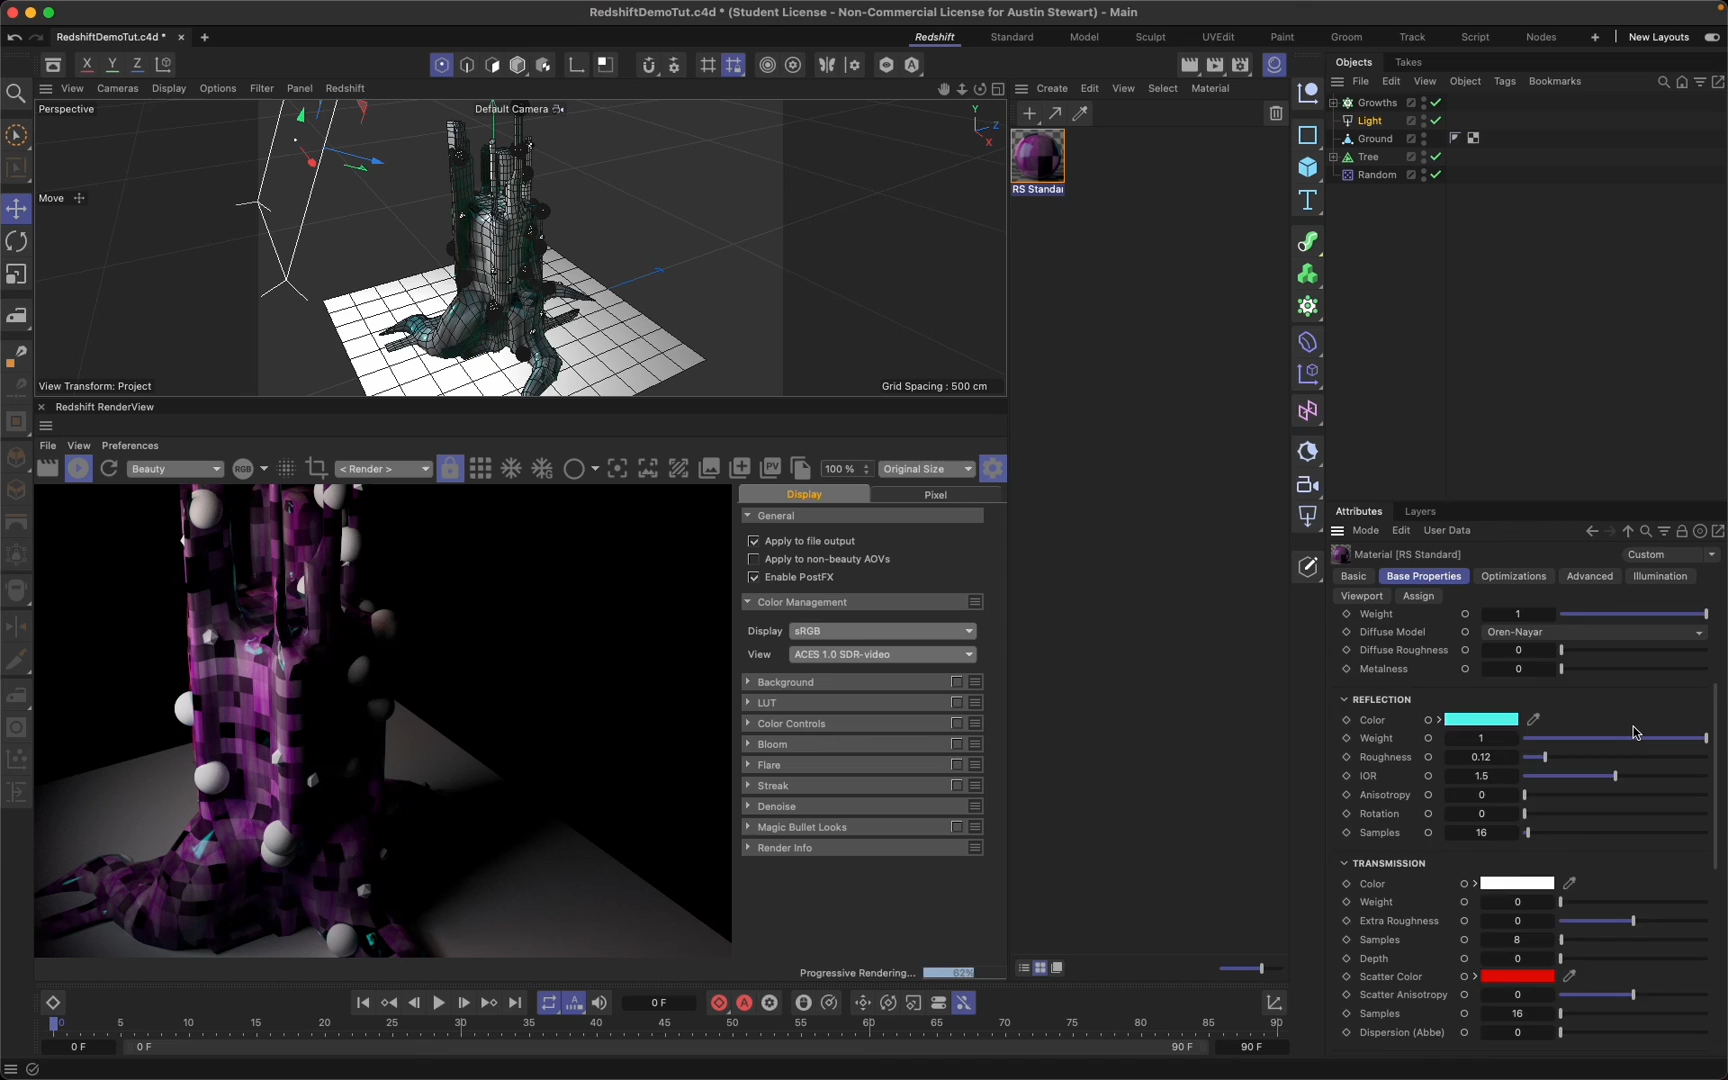 RedshiftDemoTut.c4d * (Student License - Non-Commercial License for Austin Stewart) - Main
RedshiftDemoTut.c4d *
Redshift Standard Model Sculpt UVEdit Paint Groom Track Script Nodes New Layouts
X Y Z
View Cameras Display Options Filter Panel Redshift
Perspective
Default Camera
Y
Z
X
Move
View Transform: Project
Grid Spacing : 500 cm
Redshift RenderView
File View Preferences
Beauty RGB < Render > PV 100 % Original Size
Display Pixel
General
Apply to file output
Apply to non-beauty AOVs
Enable PostFX
Color Management
Display sRGB
View ACES 1.0 SDR-video
Background
LUT
Color Controls
Bloom
Flare
Streak
Denoise
Magic Bullet Looks
Render Info
Progressive Rendering... 62%
Create Edit View Select Material
RS Standar
Objects Takes
File Edit View Object Tags Bookmarks
Growths
Light
Ground
Tree
Random
Attributes Layers
Mode Edit User Data
Material [RS Standard] Custom
Basic Base Properties Optimizations Advanced Illumination
Viewport Assign
Weight 1
Diffuse Model Oren-Nayar
Diffuse Roughness 0
Metalness 0
REFLECTION
Color
Weight 1
Roughness 0.12
IOR 1.5
Anisotropy 0
Rotation 0
Samples 16
TRANSMISSION
Color
Weight 0
Extra Roughness 0
Samples 8
Depth 0
Scatter Color
Scatter Anisotropy 0
Samples 16
Dispersion (Abbe) 0
0 F
0 5 10 15 20 25 30 35 40 45 50 55 60 65 70 75 80 85 90
0 F 0 F 90 F 90 F